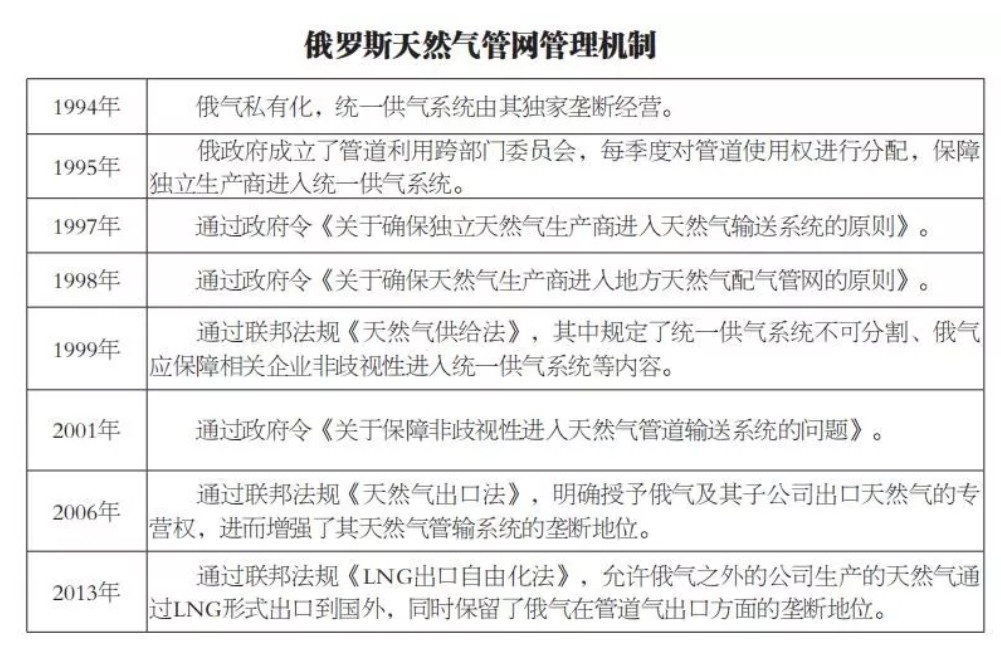 俄罗斯天然气管网管理机制
1994年
俄气私有化，统一供气系统由其独家垄断经营。
1995年
俄政府成立了管道利用跨部门委员会，每季度对管道使用权进行分配，保障
独立生产商进入统一供气系统。
1997年
通过政府令《关于确保独立天然气生产商进入天然气输送系统的原则》。
1998年
通过政府令《关于确保天然气生产商进入地方天然气配气管网的原则》。
1999年
通过联邦法规《天然气供给法》，其中规定了统一供气系统不可分割、俄气
应保障相关企业非歧视性进入统一供气系统等内容。
2001年
通过政府令《关于保障非歧视性进入天然气管道输送系统的问题》。
2006年
通过联邦法规《天然气出口法》，明确授予俄气及其子公司出口天然气的专
营权，进而增强了其天然气管输系统的垄断地位。
2013年
通过联邦法规《LNG出口自由化法》，允许俄气之外的公司生产的天然气通
过LNG形式出口到国外，同时保留了俄气在管道气出口方面的垄断地位。